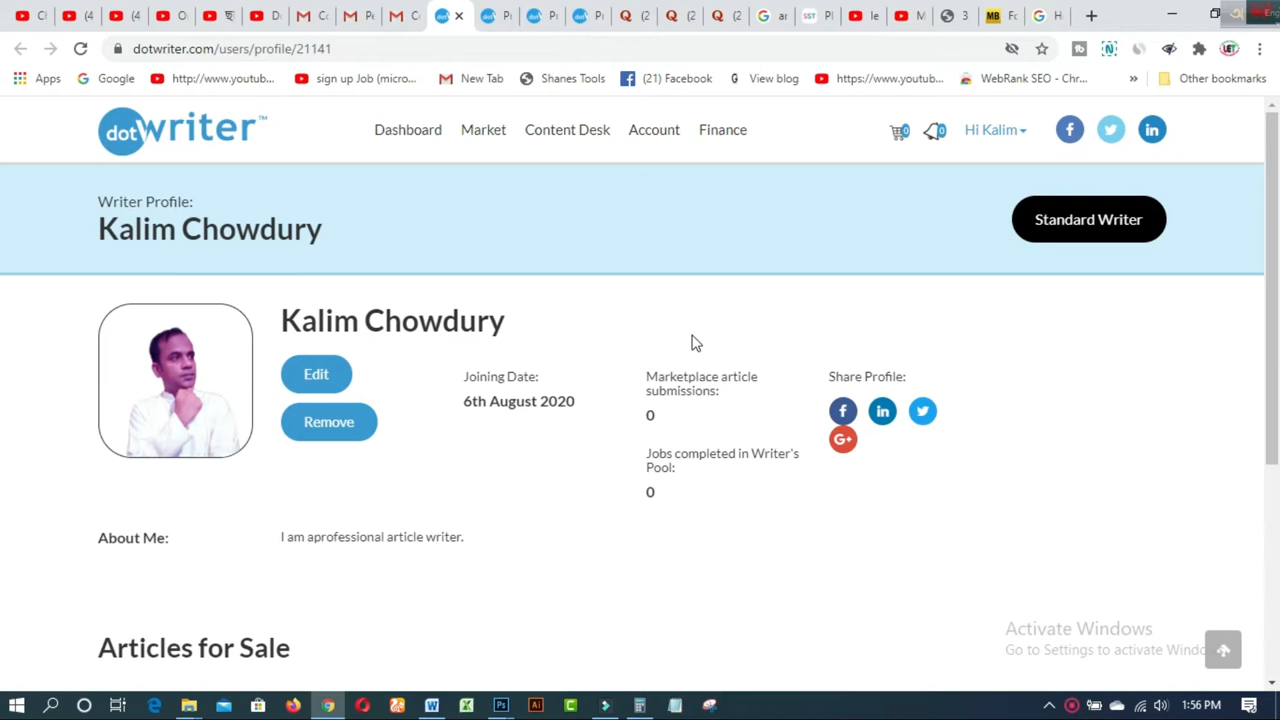 dotwriter.com/users/profile/21141
Apps Google http://www.youtub... sign up Job (micro... New Tab Shanes Tools (21) Facebook View blog https://www.youtu... WebRank SEO - Chr... » Other bookmarks
dotwriter™ Dashboard Market Content Desk Account Finance 0 0 Hi Kalim
Writer Profile:
Kalim Chowdury
Standard Writer
Kalim Chowdury
Edit
Remove
Joining Date:
6th August 2020
Marketplace article
submissions:
0
Jobs completed in Writer's
Pool:
0
Share Profile:
About Me: I am aprofessional article writer.
Articles for Sale
Activate Windows
Go to Settings to activate Windo
1:56 PM